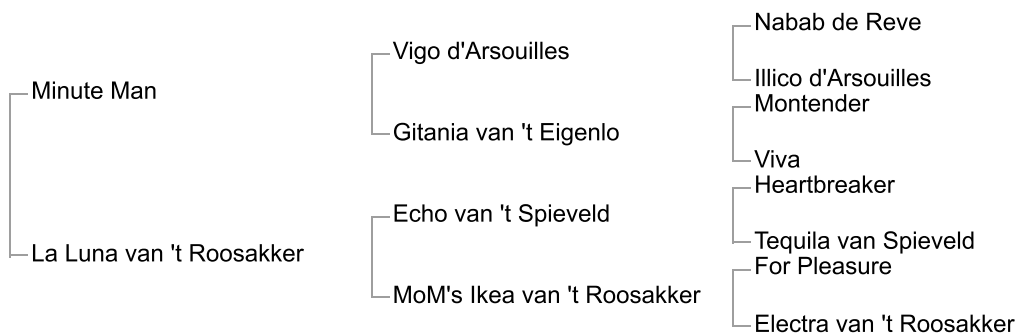 Nabab de Reve
Vigo d'Arsouilles
Illico d'Arsouilles
Minute Man
Montender
Gitania van 't Eigenlo
Viva
Heartbreaker
Echo van 't Spieveld
Tequila van Spieveld
La Luna van 't Roosakker
For Pleasure
MoM's Ikea van 't Roosakker
Electra van 't Roosakker